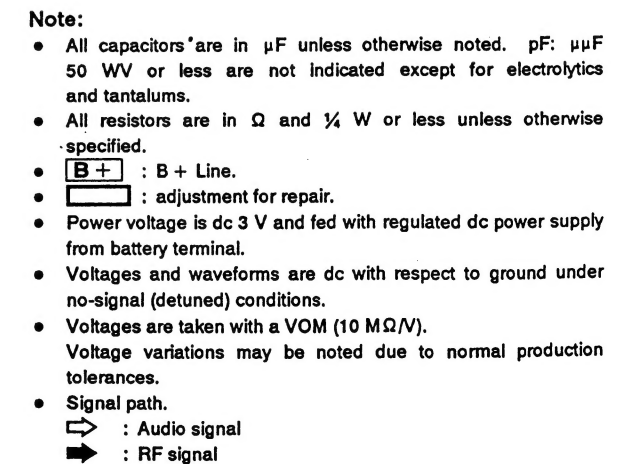 Note:
● All capacitors are in μF unless otherwise noted. pF: μμF
50 WV or less are not indicated except for electrolytics
and tantalums.
● All resistors are in Ω and ¼ W or less unless otherwise
specified.
● B + : B + Line.
● : adjustment for repair.
● Power voltage is dc 3 V and fed with regulated dc power supply
from battery terminal.
● Voltages and waveforms are dc with respect to ground under
no-signal (detuned) conditions.
● Voltages are taken with a VOM (10 MΩ/V).
Voltage variations may be noted due to normal production
tolerances.
● Signal path.
⇨ : Audio signal
➡ : RF signal